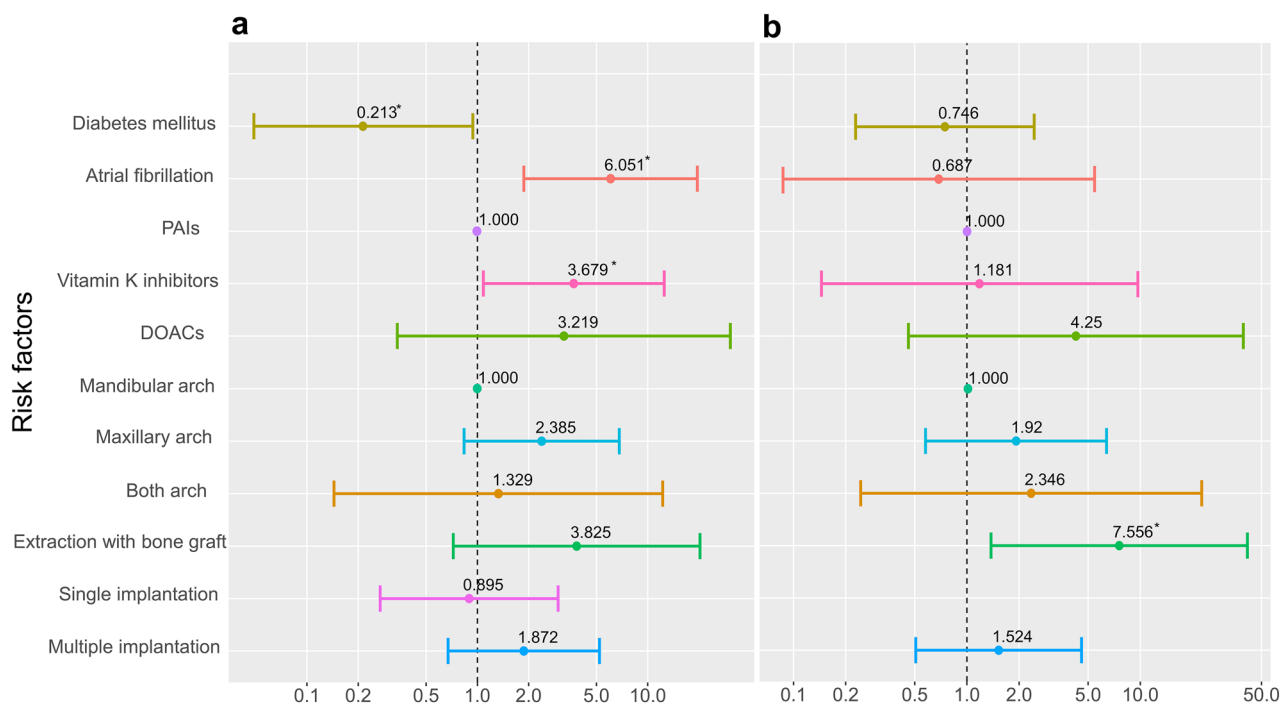 a b
Risk factors
Diabetes mellitus 0.213* 0.746
Atrial fibrillation 6.051* 0.687
PAIs 1.000 1.000
Vitamin K inhibitors 3.679 * 1.181
DOACs 3.219 4.25
Mandibular arch 1.000 1.000
Maxillary arch 2.385 1.92
Both arch 1.329 2.346
Extraction with bone graft 3.825 7.556*
Single implantation 0.895
Multiple implantation 1.872 1.524
0.1 0.2 0.5 1.0 2.0 5.0 10.0 0.1 0.2 0.5 1.0 2.0 5.0 10.0 50.0